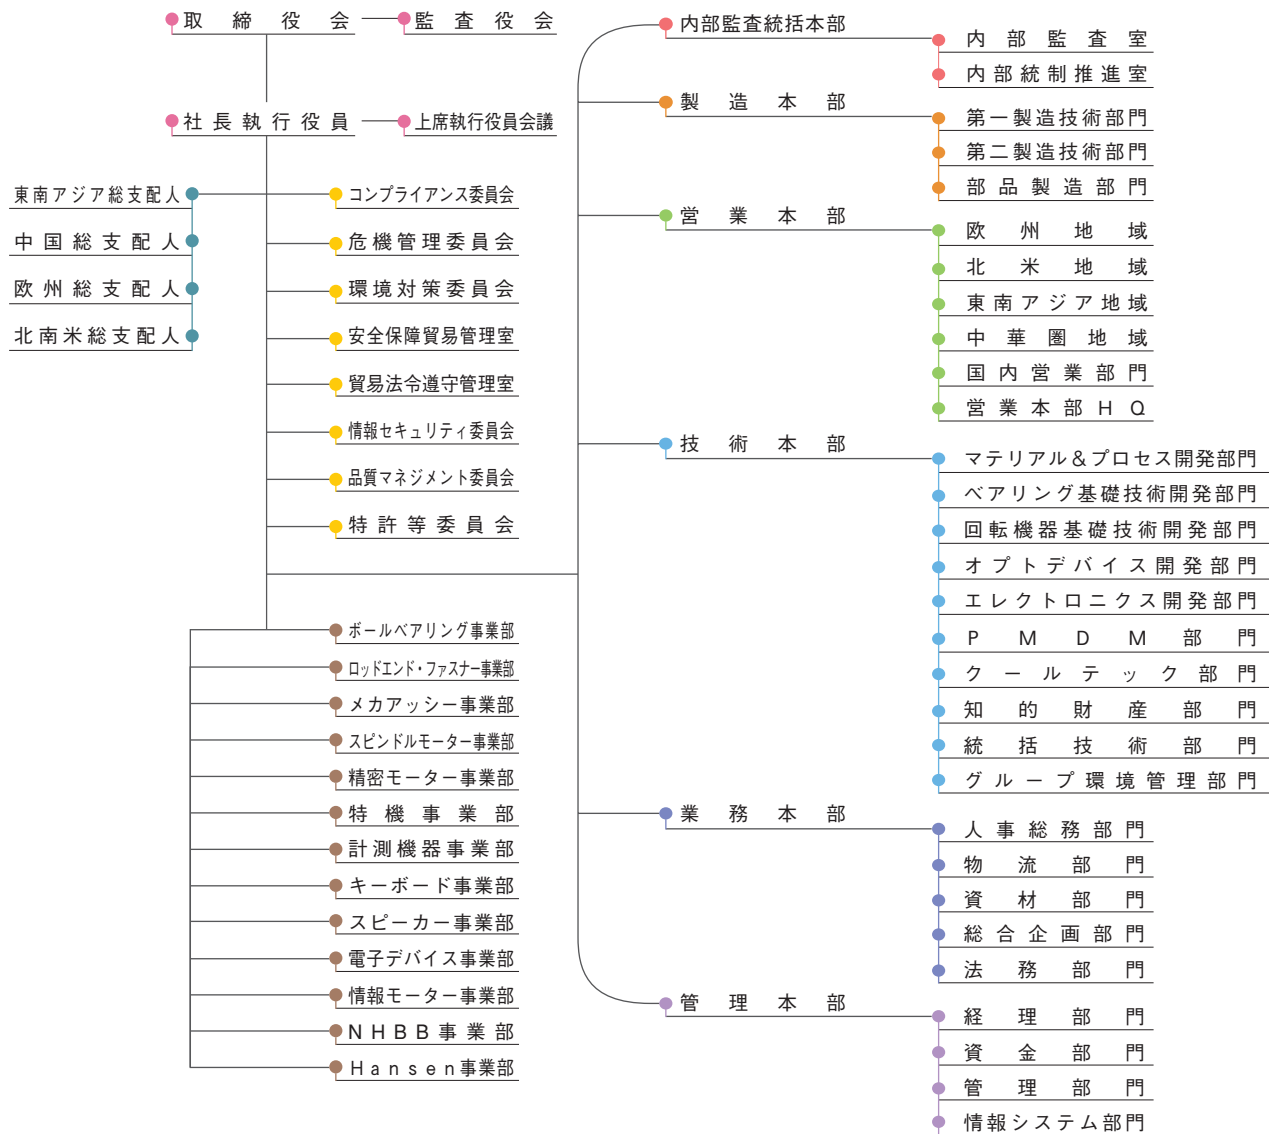 取締役会
監査役会
社長執行役員
上席執行役員会議
東南アジア総支配人
中国総支配人
欧州総支配人
北南米総支配人
コンプライアンス委員会
危機管理委員会
環境対策委員会
安全保障貿易管理室
貿易法令遵守管理室
情報セキュリティ委員会
品質マネジメント委員会
特許等委員会
ボールベアリング事業部
ロッドエンド・ファスナー事業部
メカアッシー事業部
スピンドルモーター事業部
精密モーター事業部
特機事業部
計測機器事業部
キーボード事業部
スピーカー事業部
電子デバイス事業部
情報モーター事業部
NHBB事業部
Hansen事業部
内部監査統括本部
内部監査室
内部統制推進室
製造本部
第一製造技術部門
第二製造技術部門
部品製造部門
営業本部
欧州地域
北米地域
東南アジア地域
中華圏地域
国内営業部門
営業本部HQ
技術本部
マテリアル&プロセス開発部門
ベアリング基礎技術開発部門
回転機器基礎技術開発部門
オプトデバイス開発部門
エレクトロニクス開発部門
PMDM部門
クールテック部門
知的財産部門
統括技術部門
グループ環境管理部門
業務本部
人事総務部門
物流部門
資材部門
総合企画部門
法務部門
管理本部
経理部門
資金部門
管理部門
情報システム部門